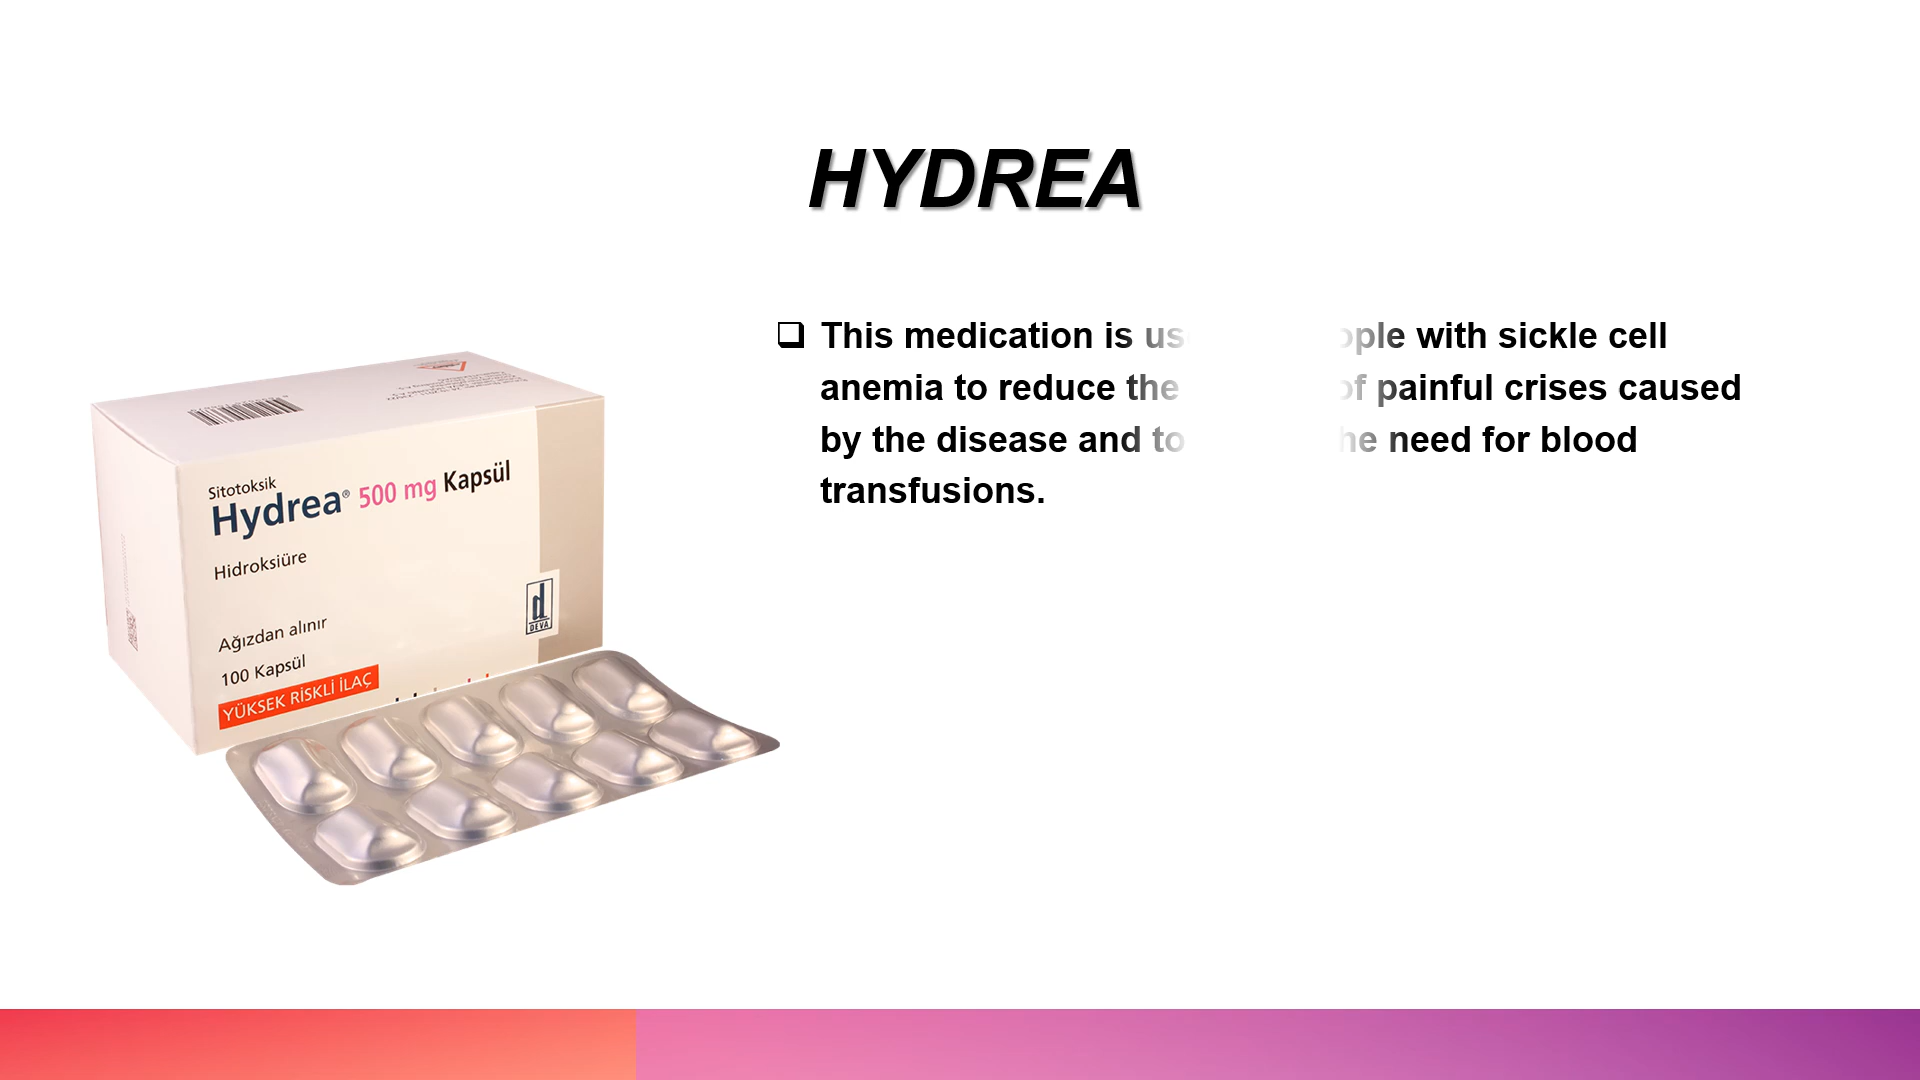 HYDREA
❑ This medication is us ople with sickle cell
anemia to reduce the of painful crises caused
by the disease and to he need for blood
transfusions.
Sitotoksik
Hydrea® 500 mg Kapsül
Hidroksiüre
Ağızdan alınır
100 Kapsül
YÜKSEK RİSKLİ İLAÇ
d
DEVA